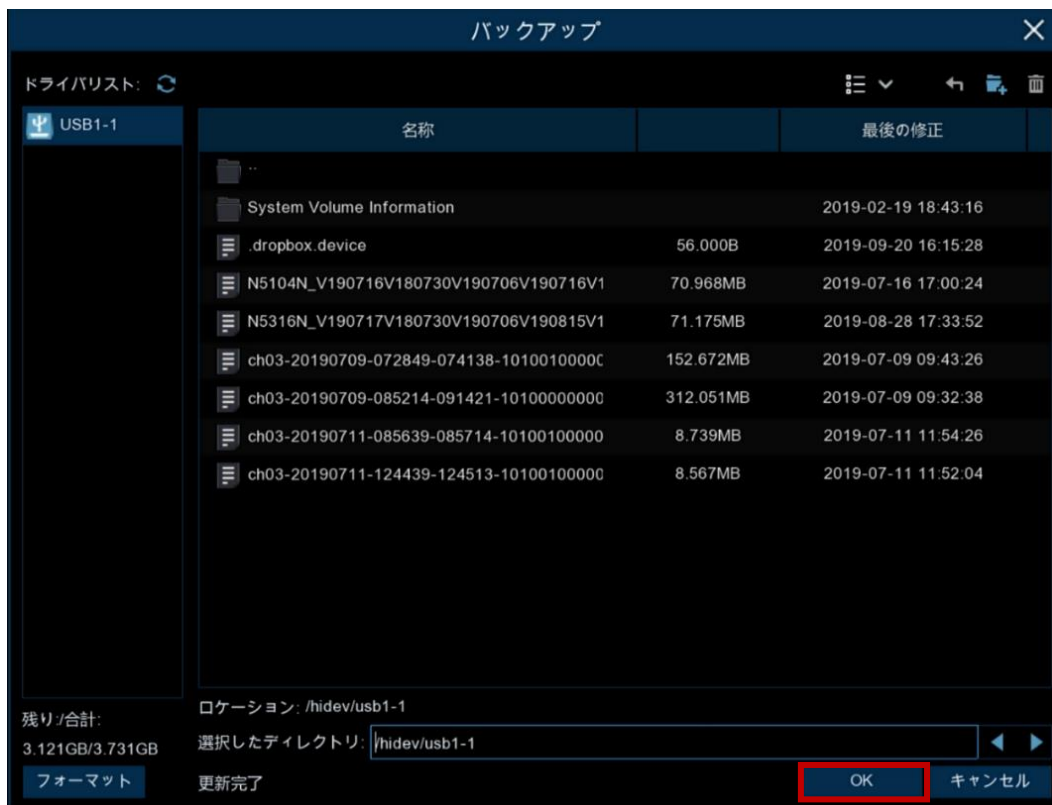 バックアップ
ドライバリスト:
USB1-1
名称 最後の修正
..
System Volume Information 2019-02-19 18:43:16
.dropbox.device 56.000B 2019-09-20 16:15:28
N5104N_V190716V180730V190706V190716V1 70.968MB 2019-07-16 17:00:24
N5316N_V190717V180730V190706V190815V1 71.175MB 2019-08-28 17:33:52
ch03-20190709-072849-074138-10100100000 152.672MB 2019-07-09 09:43:26
ch03-20190709-085214-091421-10100000000 312.051MB 2019-07-09 09:32:38
ch03-20190711-085639-085714-10100100000 8.739MB 2019-07-11 11:54:26
ch03-20190711-124439-124513-10100100000 8.567MB 2019-07-11 11:52:04
残り:/合計:
3.121GB/3.731GB
フォーマット
ロケーション: /hidev/usb1-1
選択したディレクトリ: /hidev/usb1-1
更新完了
OK キャンセル